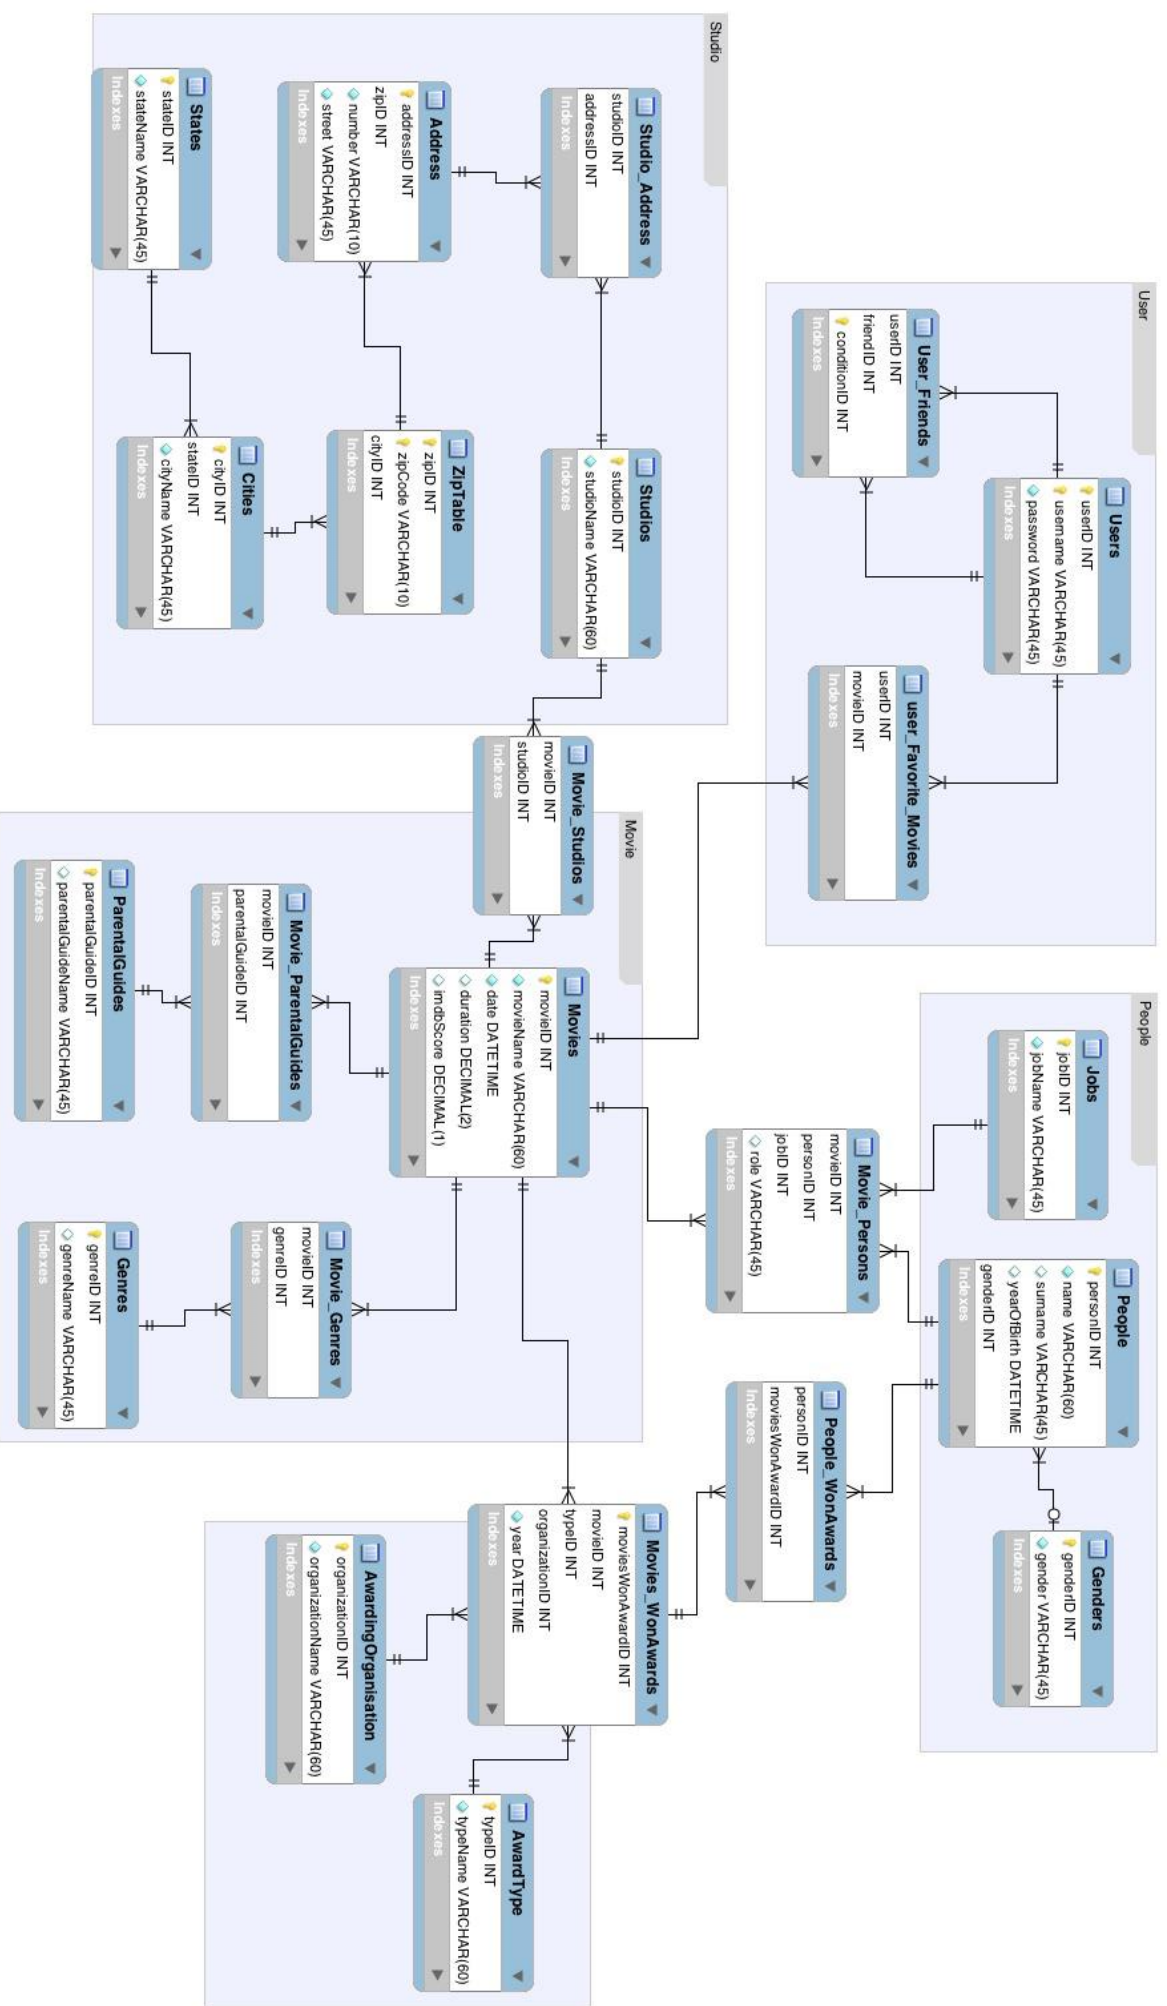 User
Users
userID INT
username VARCHAR(45)
password VARCHAR(45)
Indexes
User_Friends
userID INT
friendID INT
conditionID INT
Indexes
user_Favorite_Movies
userID INT
movieID INT
Indexes
People
Jobs
jobID INT
jobName VARCHAR(45)
Indexes
People
personID INT
name VARCHAR(60)
surname VARCHAR(45)
yearOfBirth DATETIME
genderID INT
Indexes
Genders
genderID INT
gender VARCHAR(45)
Indexes
Movie_Persons
movieID INT
personID INT
jobID INT
role VARCHAR(45)
Indexes
People_WonAwards
personID INT
moviesWonAwardID INT
Indexes
Studio
Studio_Address
studioID INT
addressID INT
Indexes
Studios
studioID INT
studioName VARCHAR(60)
Indexes
Address
addressID INT
zipID INT
number VARCHAR(10)
street VARCHAR(45)
Indexes
ZipTable
zipID INT
zipCode VARCHAR(10)
cityID INT
Indexes
States
stateID INT
stateName VARCHAR(45)
Indexes
Cities
cityID INT
stateID INT
cityName VARCHAR(45)
Indexes
Movie_Studios
movieID INT
studioID INT
Indexes
Movie
Movies
movieID INT
movieName VARCHAR(60)
date DATETIME
duration DECIMAL(2)
imdbScore DECIMAL(1)
Indexes
Movie_ParentalGuides
movieID INT
parentalGuideID INT
Indexes
Movie_Genres
movieID INT
genreID INT
Indexes
ParentalGuides
parentalGuideID INT
parentalGuideName VARCHAR(45)
Indexes
Genres
genreID INT
genreName VARCHAR(45)
Indexes
Movies_WonAwards
moviesWonAwardID INT
movieID INT
typeID INT
organizationID INT
year DATETIME
Indexes
AwardingOrganisation
organizationID INT
organizationName VARCHAR(60)
Indexes
AwardType
typeID INT
typeName VARCHAR(60)
Indexes